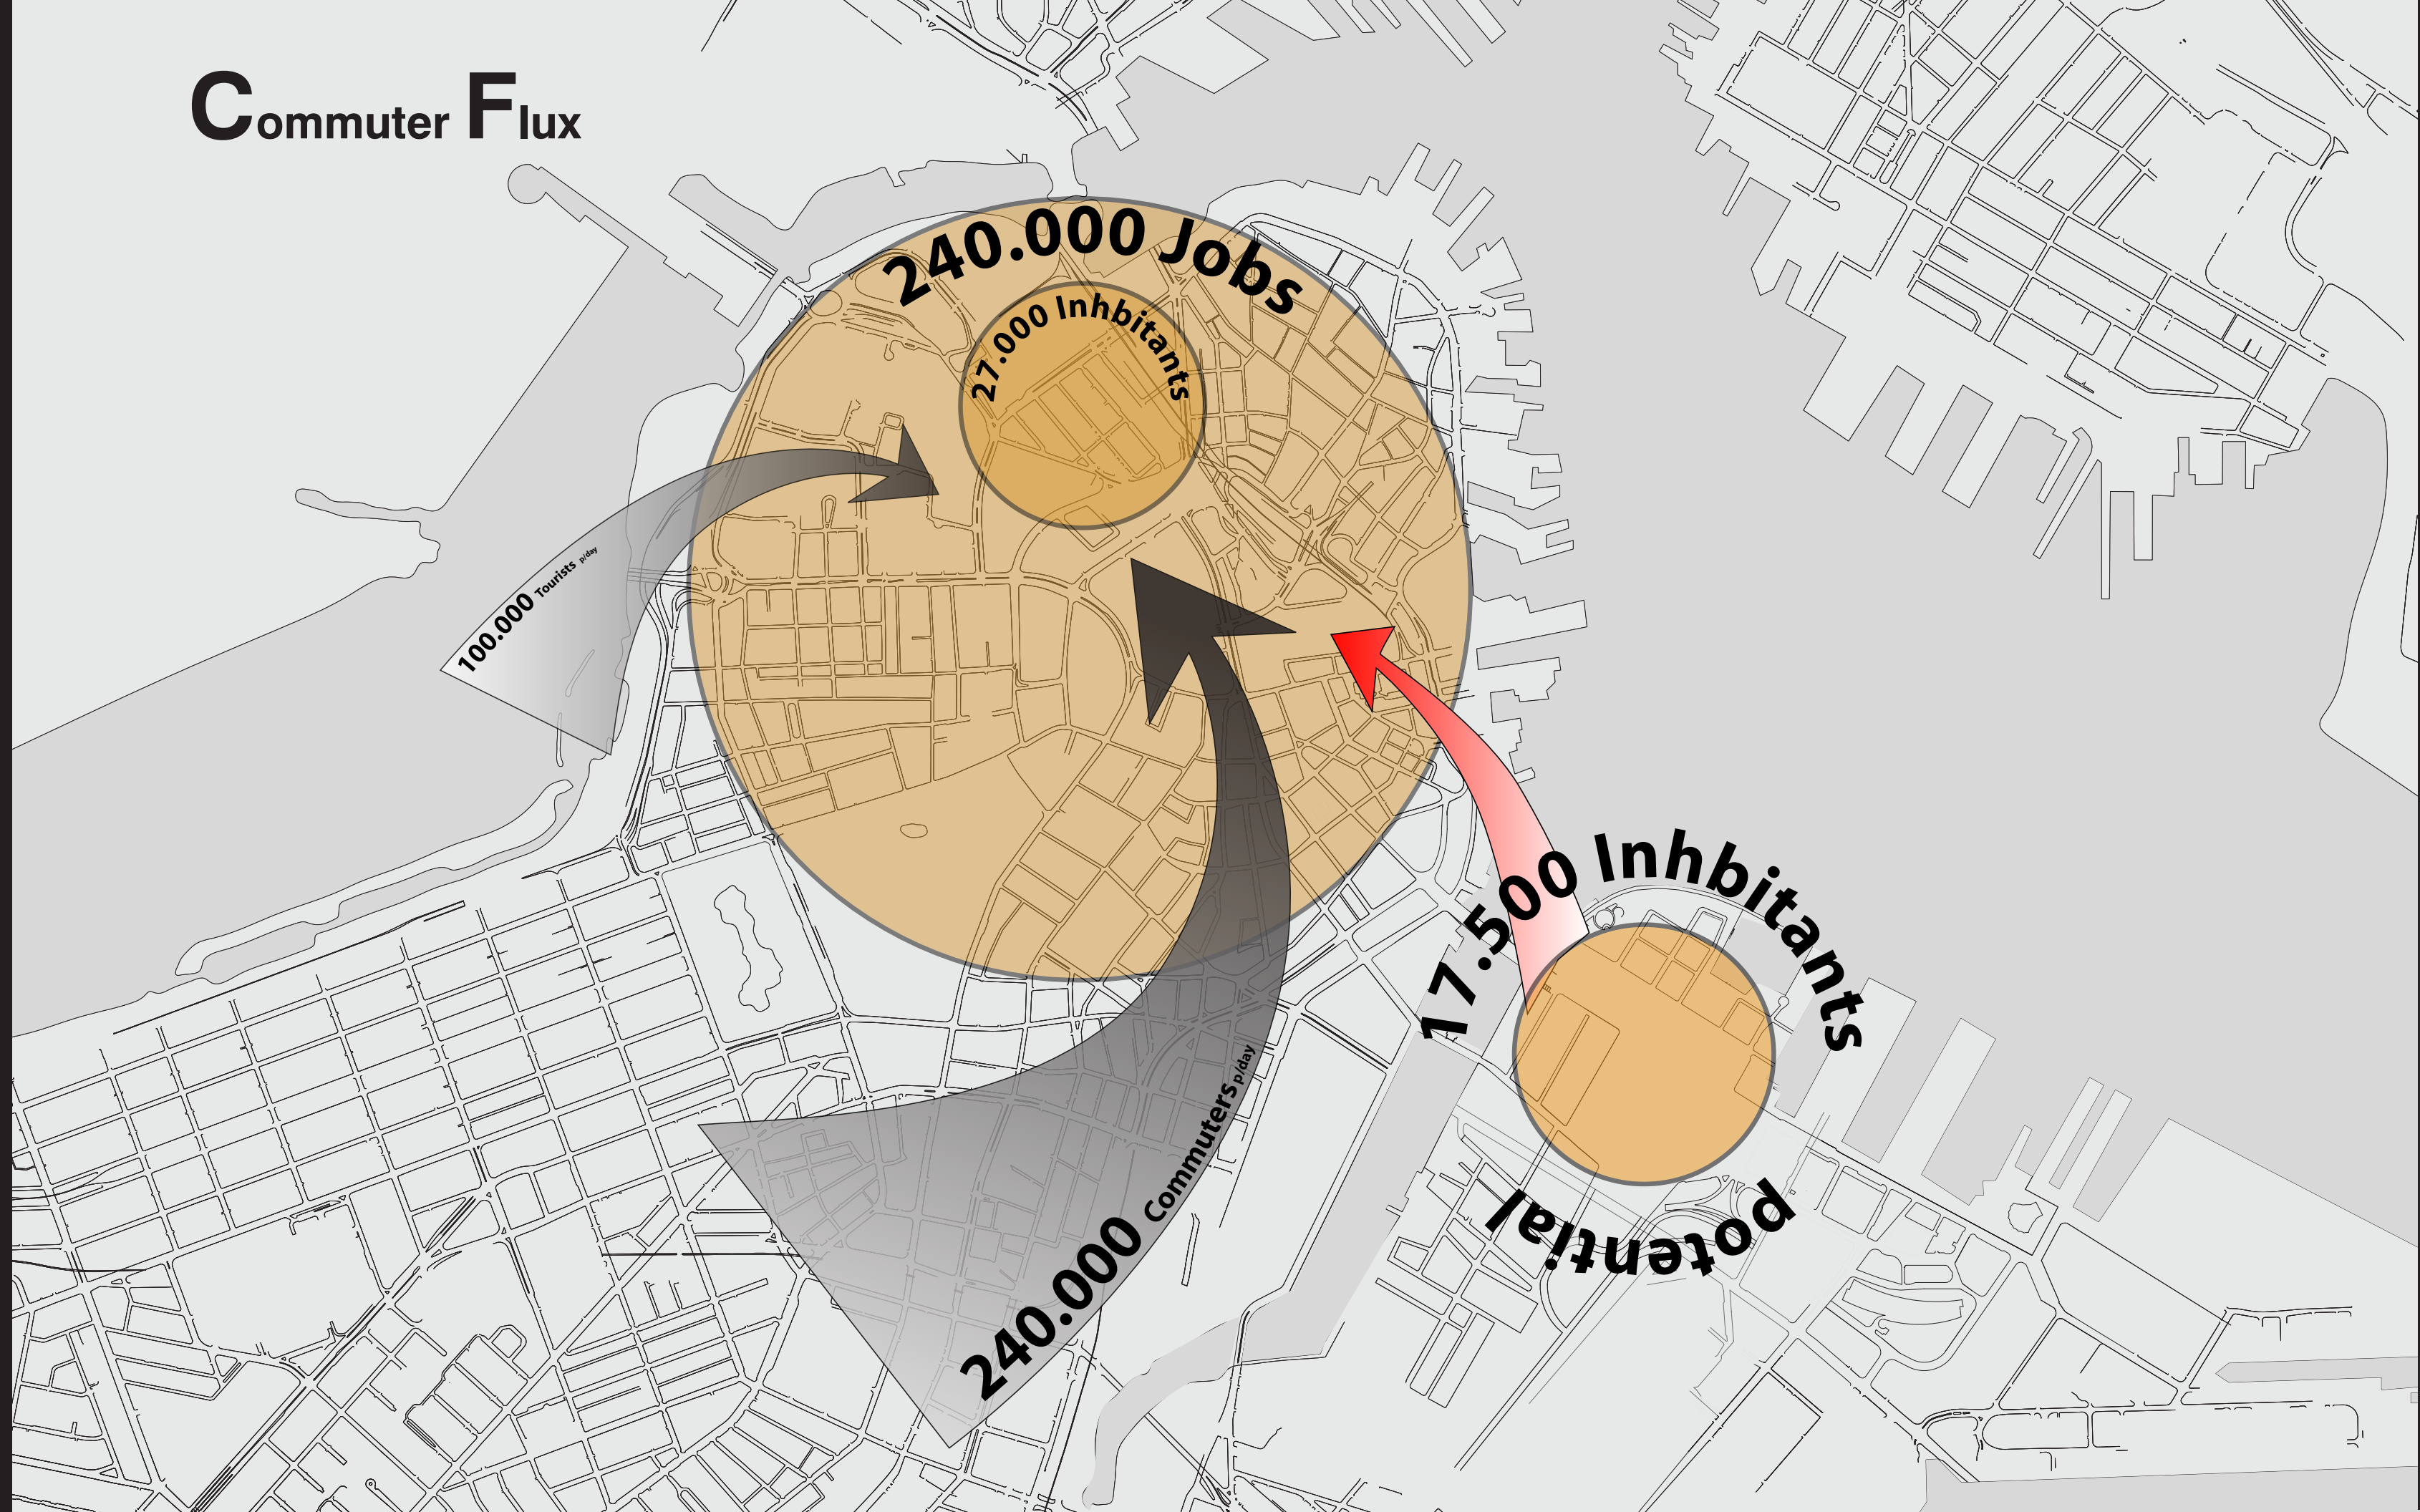 Commuter Flux
240.000 Jobs
27.000 Inhbitants
100.000 Tourists p/day
17.500 Inhbitants
potential
240.000 Commuters p/day